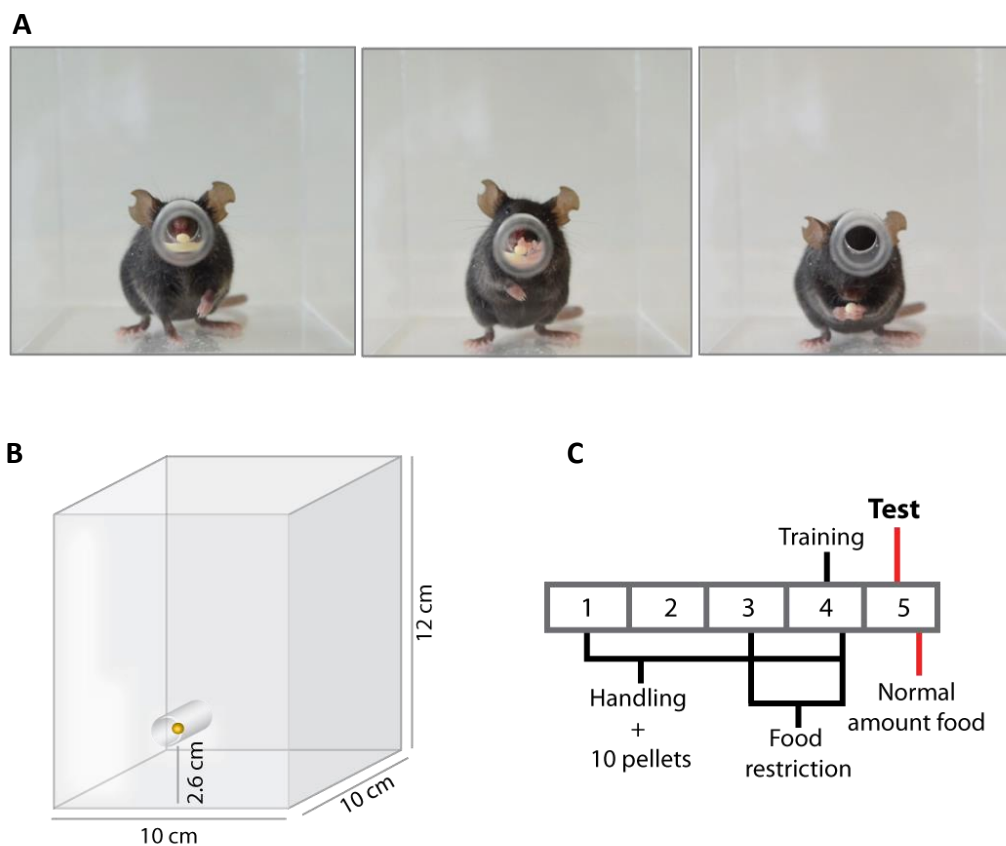 A
B
12 cm
2.6 cm
10 cm
10 cm
C
Test
Training
1 2 3 4 5
Handling
+
10 pellets
Food
restriction
Normal
amount food